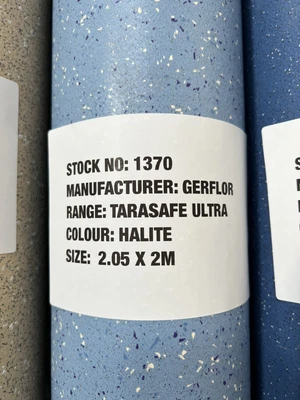 STOCK NO: 1370
MANUFACTURER: GERFLOR
RANGE: TARASAFE ULTRA
COLOUR: HALITE
SIZE: 2.05 X 2M